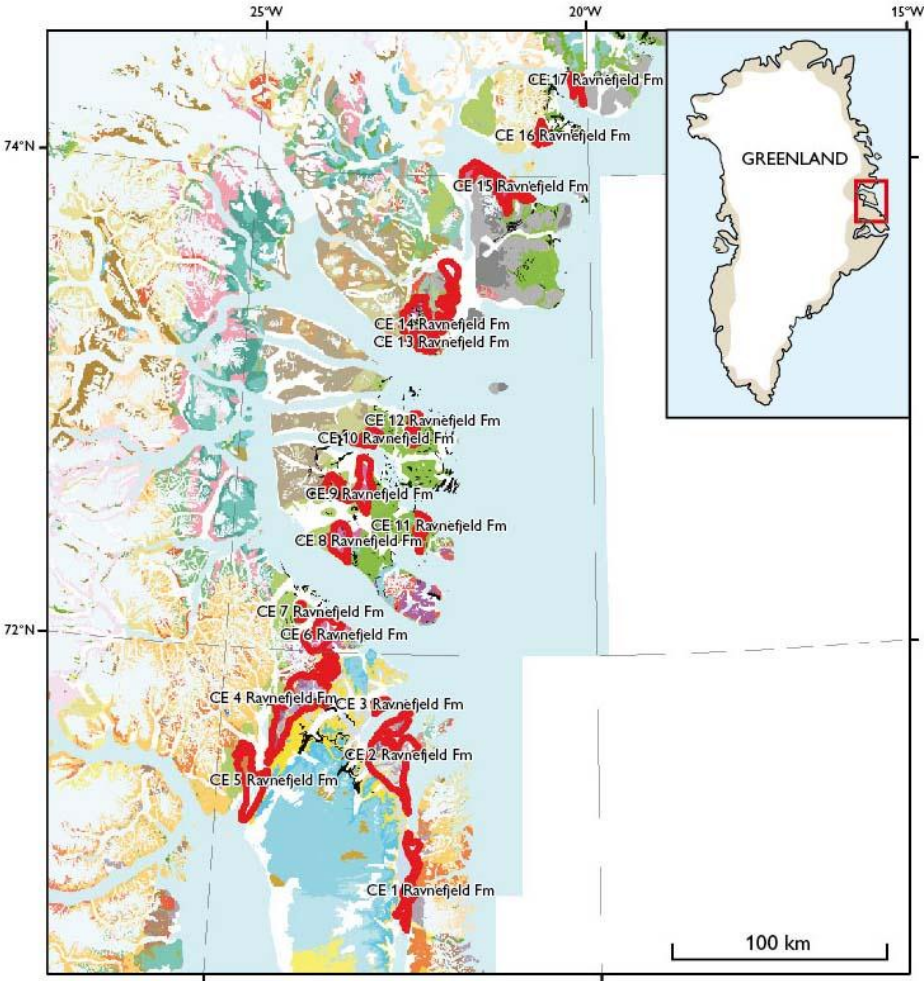 25°W
20°W
15°W
CE 17 Ravnefjeld Fm
CE 16 Ravnefjeld Fm
74°N
GREENLAND
CE 15 Ravnefjeld Fm
CE 14 Ravnefjeld Fm
CE 13 Ravnefjeld Fm
CE 12 Ravnefjeld Fm
CE 10 Ravnefjeld Fm
CE 9 Ravnefjeld Fm
CE 11 Ravnefjeld Fm
CE 8 Ravnefjeld Fm
CE 7 Ravnefjeld Fm
72°N
CE 6 Ravnefjeld Fm
CE 4 Ravnefjeld Fm
CE 3 Ravnefjeld Fm
CE 2 Ravnefjeld Fm
CE 5 Ravnefjeld Fm
CE 1 Ravnefjeld Fm
100 km